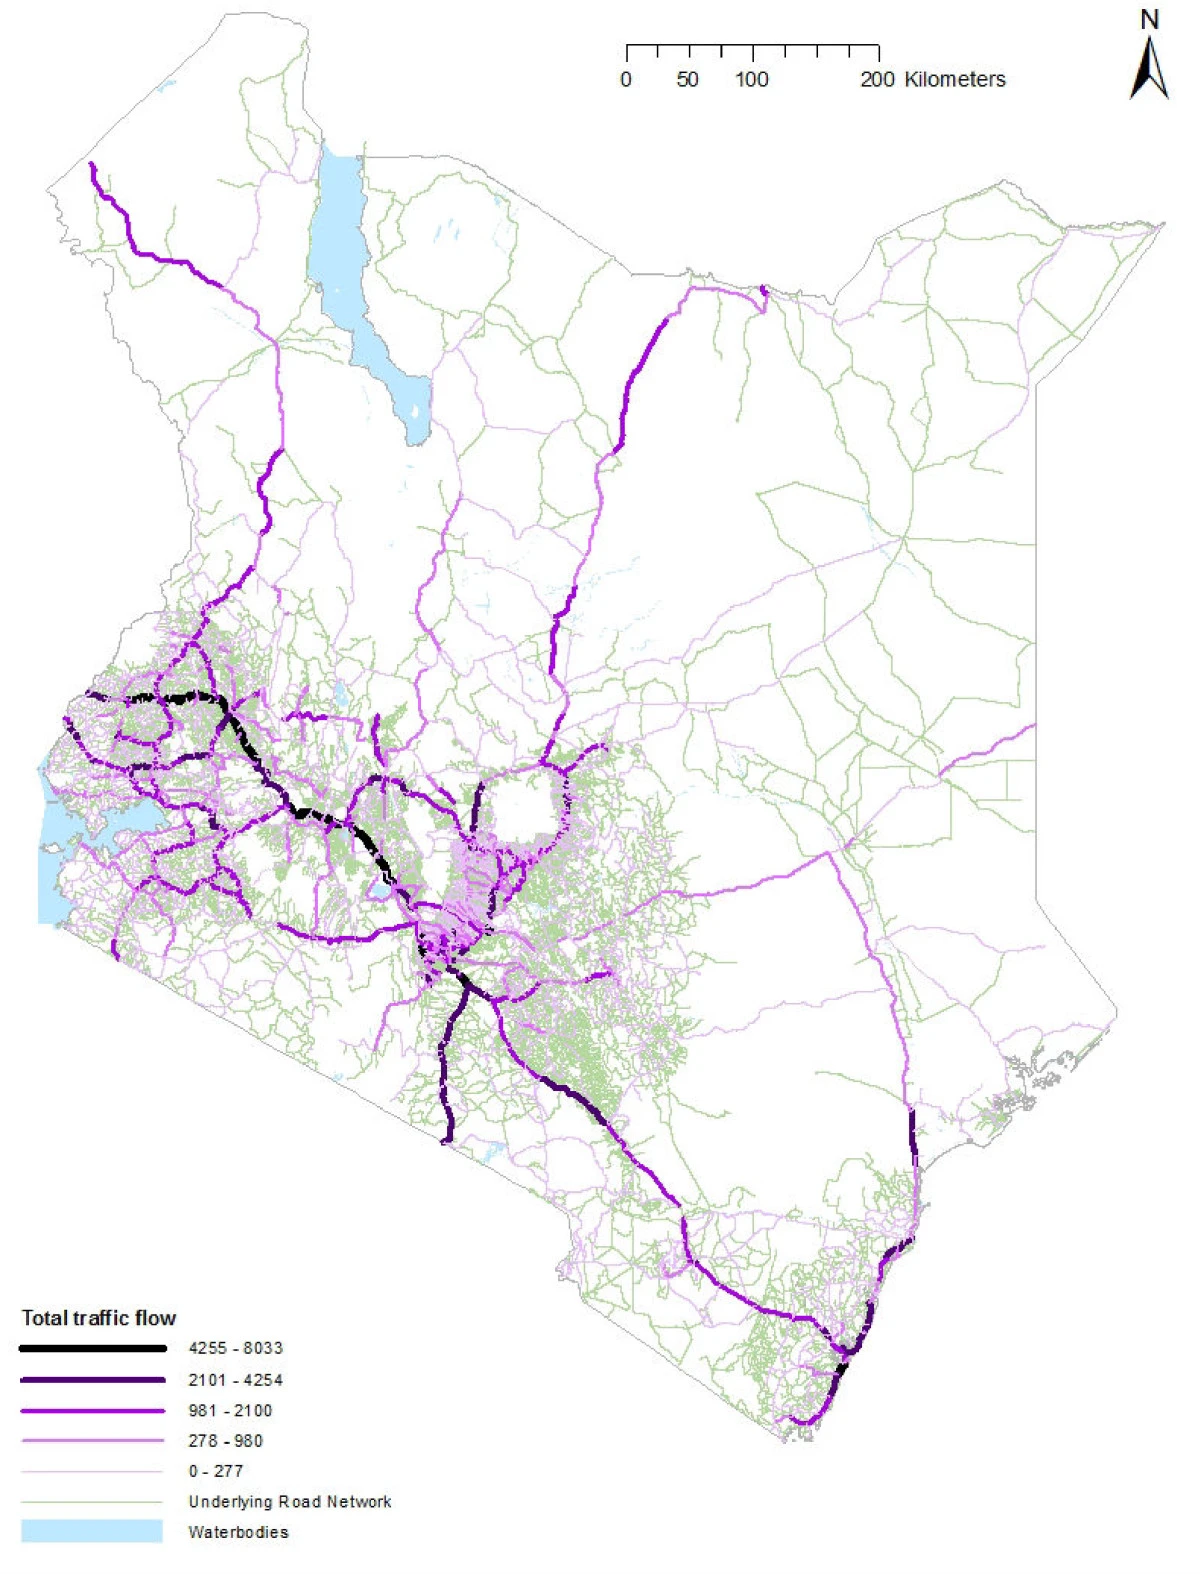 N
0 50 100 200 Kilometers
Total traffic flow
4255 - 8033
2101 - 4254
981 - 2100
278 - 980
0 - 277
Underlying Road Network
Waterbodies